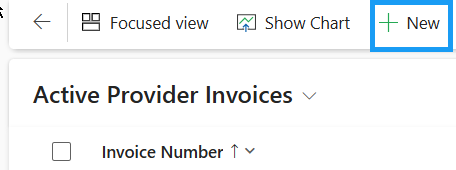 Focused view Show Chart New
Active Provider Invoices
Invoice Number